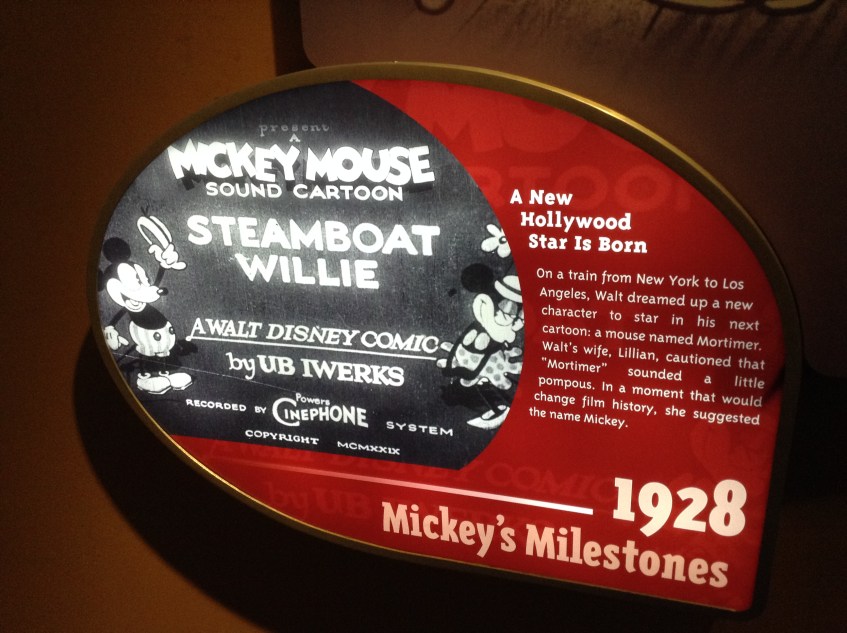 present
MICKEY MOUSE
SOUND CARTOON
STEAMBOAT
WILLIE
A WALT DISNEY COMIC
by UB IWERKS
RECORDED BY Powers CINEPHONE SYSTEM
COPYRIGHT MCMXXIX
A New
Hollywood
Star Is Born
On a train from New York to Los
Angeles, Walt dreamed up a new
character to star in his next
cartoon: a mouse named Mortimer.
Walt's wife, Lillian, cautioned that
"Mortimer" sounded a little
pompous. In a moment that would
change film history, she suggested
the name Mickey.
1928
Mickey's Milestones